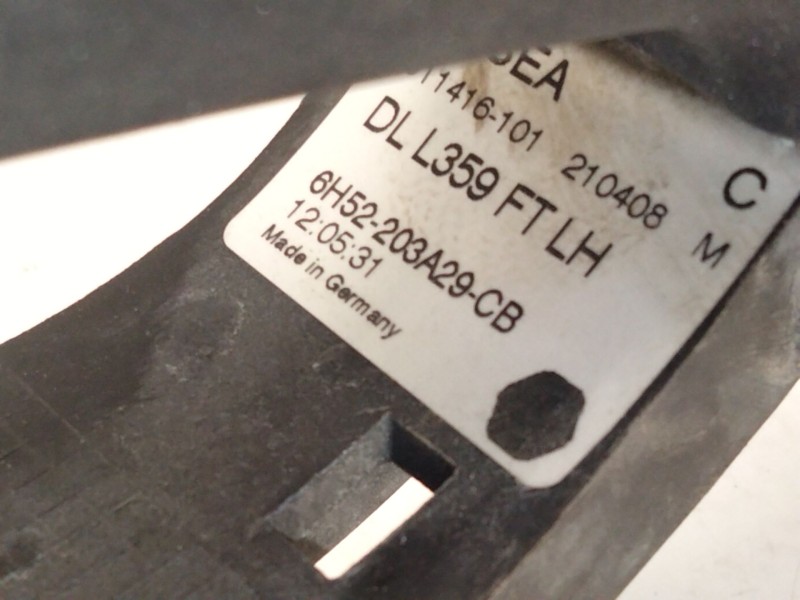 11416-101 210408
DL L359 FT LH C
6H52-203A29-CB M
12:05:31
Made in Germany